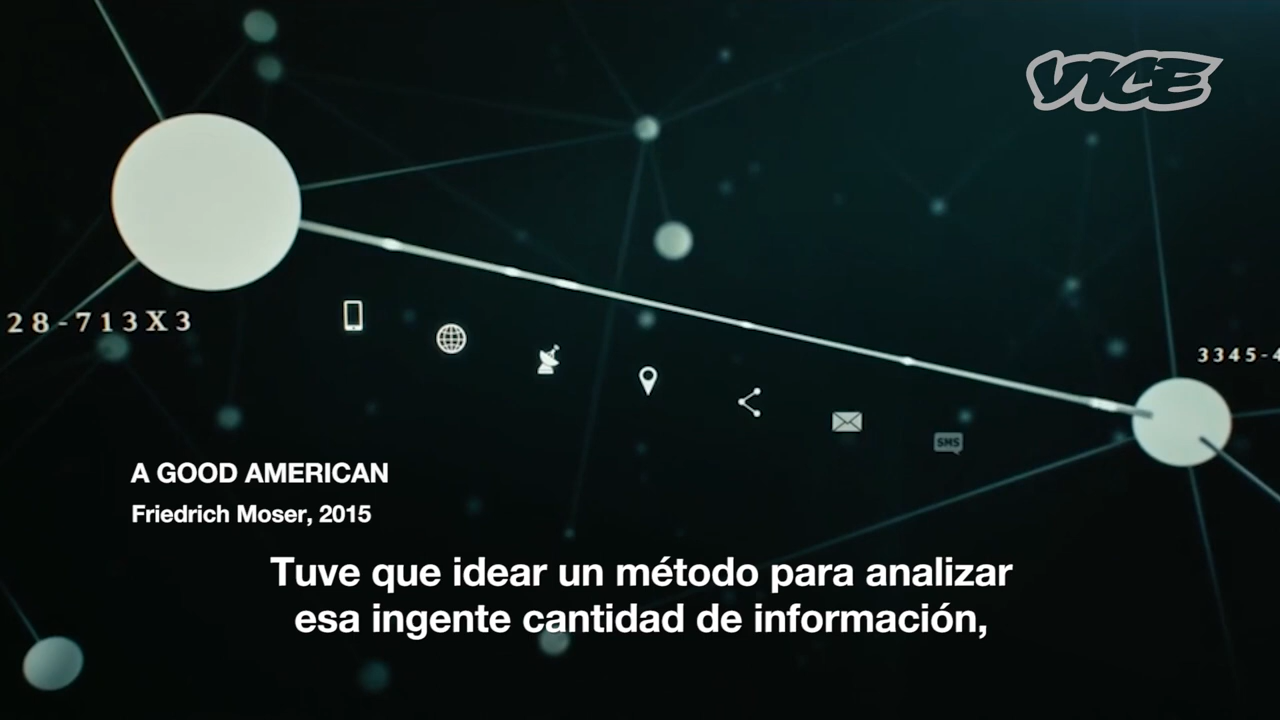 VICE
28-713X3
3345-4
SMS
A GOOD AMERICAN
Friedrich Moser, 2015
Tuve que idear un método para analizar
esa ingente cantidad de información,